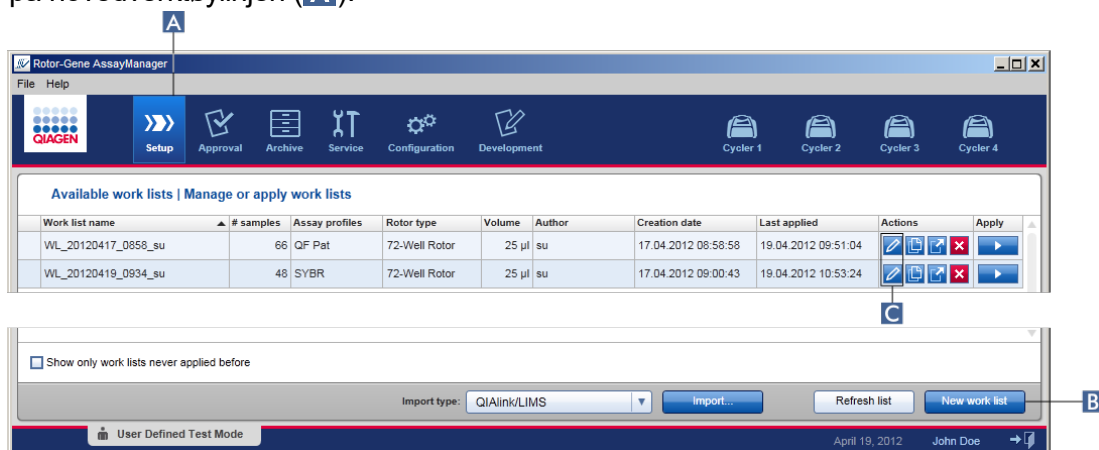 på hovedverktøylinjen (A).
A
Rotor-Gene AssayManager
File Help
QIAGEN
Setup Approval Archive Service Configuration Development Cycler 1 Cycler 2 Cycler 3 Cycler 4
Available work lists | Manage or apply work lists
Work list name # samples Assay profiles Rotor type Volume Author Creation date Last applied Actions Apply
WL_20120417_0858_su 66 QF Pat 72-Well Rotor 25 µl su 17.04.2012 08:58:58 19.04.2012 09:51:04
WL_20120419_0934_su 48 SYBR 72-Well Rotor 25 µl su 17.04.2012 09:00:43 19.04.2012 10:53:24
C
Show only work lists never applied before
Import type: QIAlink/LIMS Import... Refresh list New work list B
User Defined Test Mode April 19, 2012 John Doe